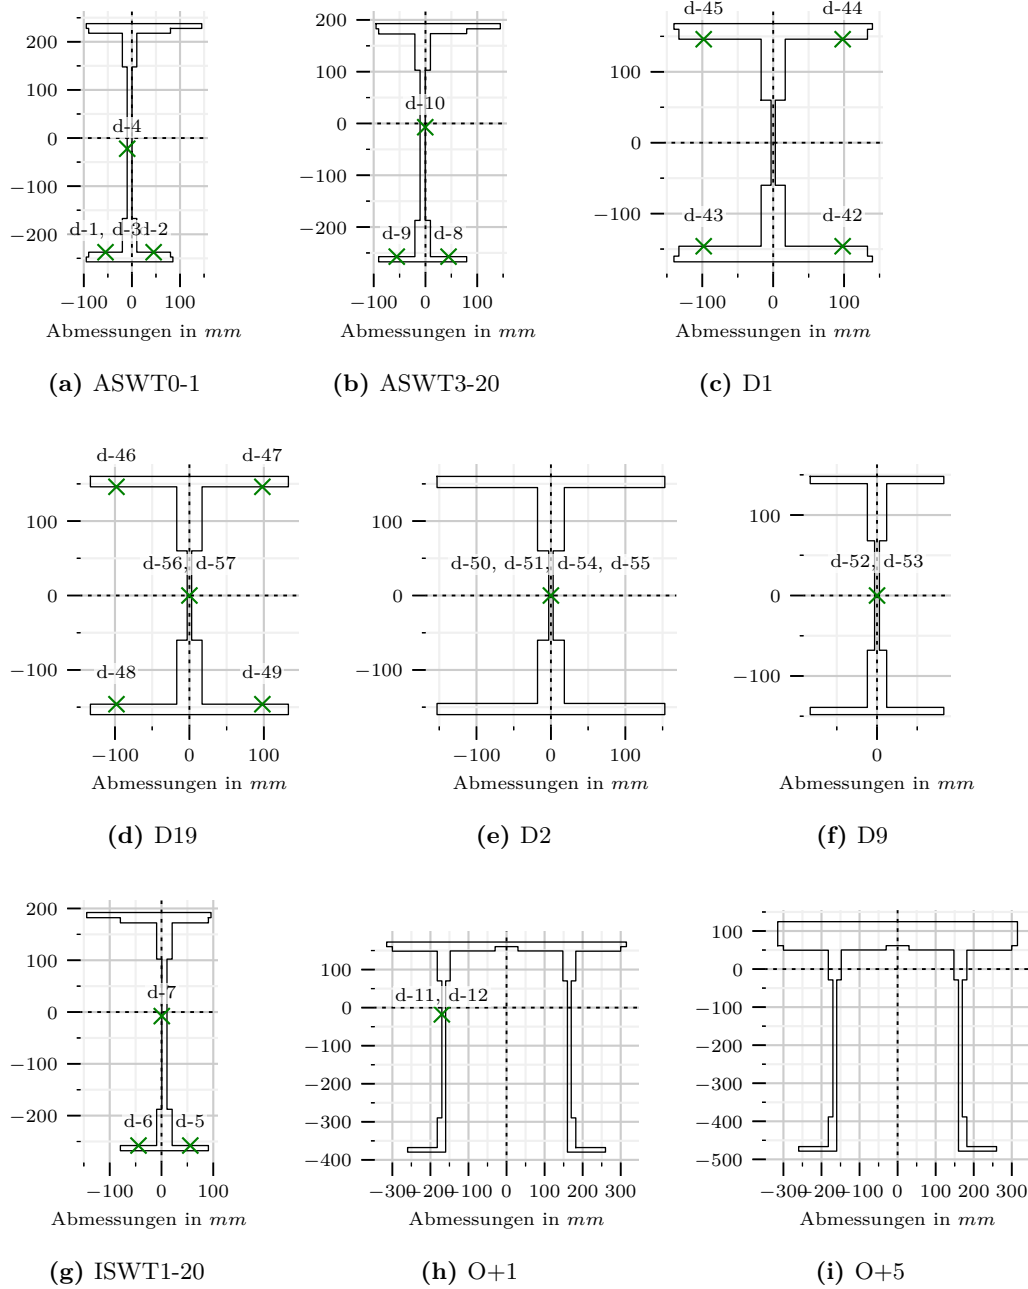 d-45 d-44
200
100
0
−100
−200
d-4
d-1, d-31-2
−100 0 100
Abmessungen in mm
(a) ASWT0-1
200
100
0
−100
−200
d-10
d-9 d-8
−100 0 100
Abmessungen in mm
(b) ASWT3-20
100
0
−100
d-43 d-42
−100 0 100
Abmessungen in mm
(c) D1
d-46 d-47
100
d-56, d-57
0
−100
d-48 d-49
−100 0 100
Abmessungen in mm
(d) D19
100
d-50, d-51, d-54, d-55
0
−100
−100 0 100
Abmessungen in mm
(e) D2
100
d-52, d-53
0
−100
0
Abmessungen in mm
(f) D9
200
100
d-7
0
−100
−200
d-6 d-5
−100 0 100
Abmessungen in mm
(g) ISWT1-20
100
d-11, d-12
0
−100
−200
−300
−400
−300−200−100 0 100 200 300
Abmessungen in mm
(h) O+1
100
0
−100
−200
−300
−400
−500
−300−200−100 0 100 200 300
Abmessungen in mm
(i) O+5